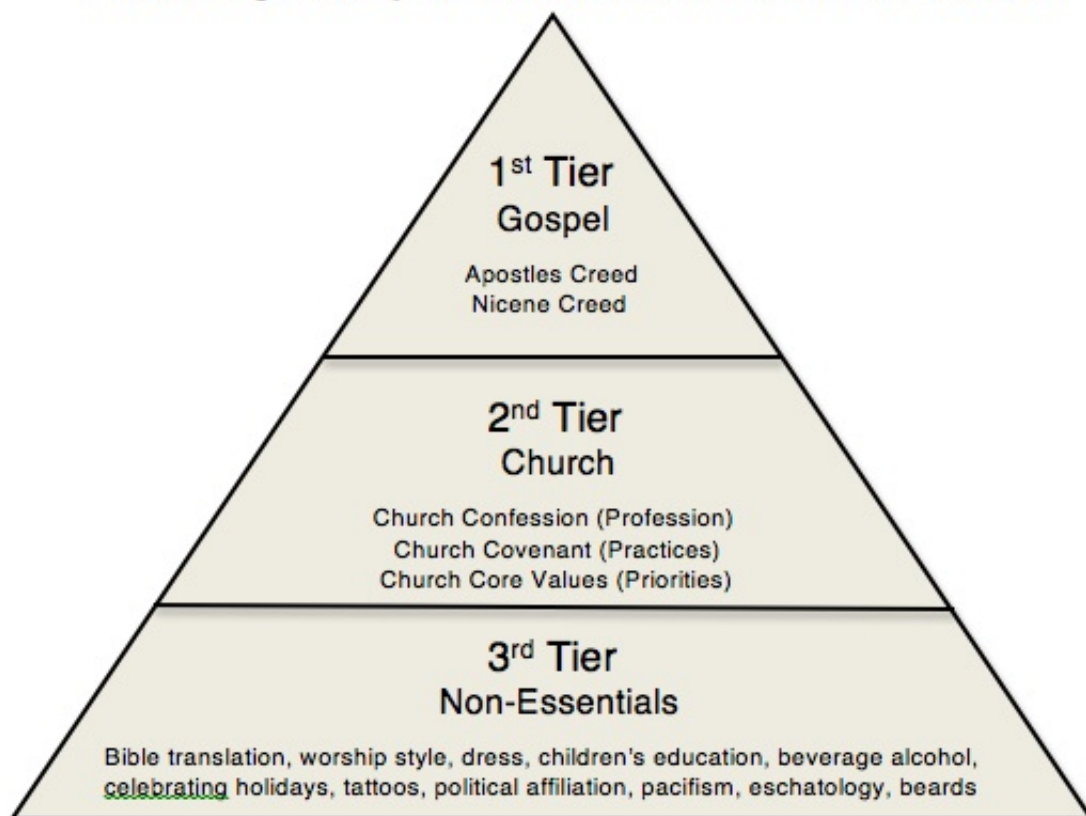 1st Tier
Gospel
Apostles Creed
Nicene Creed
2nd Tier
Church
Church Confession (Profession)
Church Covenant (Practices)
Church Core Values (Priorities)
3rd Tier
Non-Essentials
Bible translation, worship style, dress, children's education, beverage alcohol,
celebrating holidays, tattoos, political affiliation, pacifism, eschatology, beards